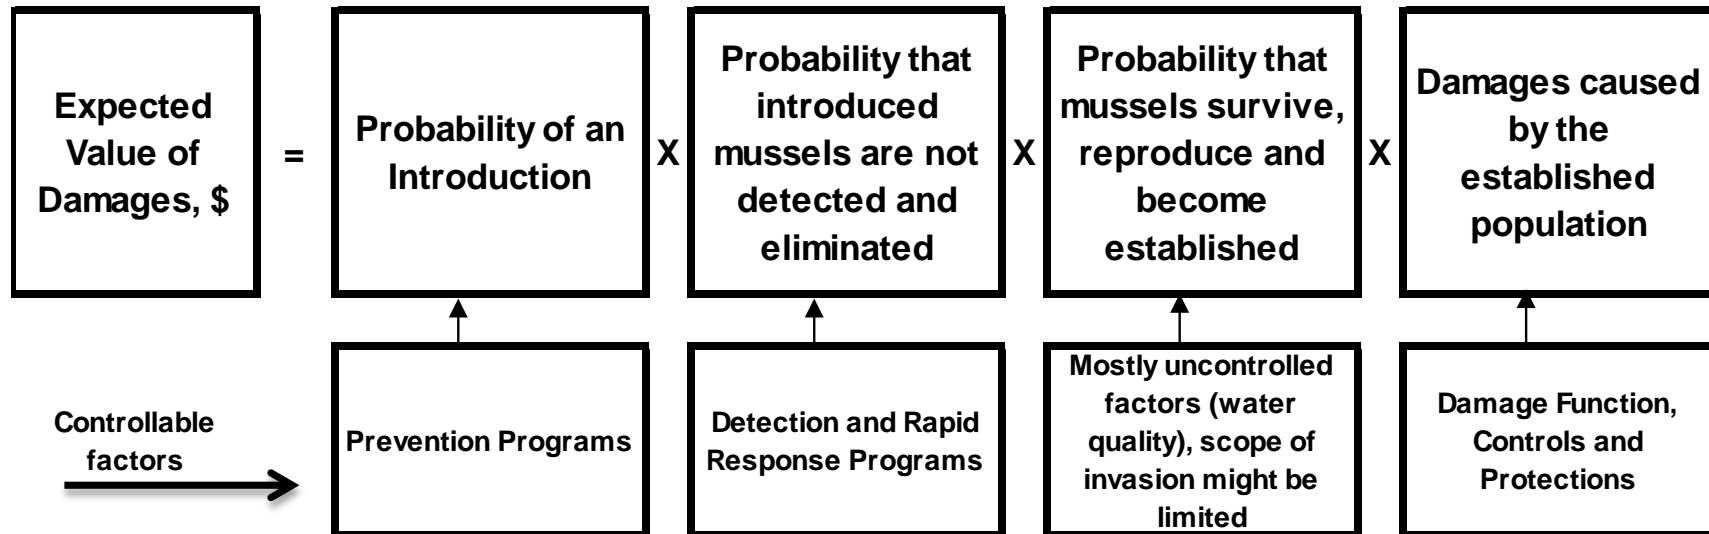 Expected
Value of
Damages, $
=
Probability of an
Introduction
X
Probability that
introduced
mussels are not
detected and
eliminated
X
Probability that
mussels survive,
reproduce and
become
established
X
Damages caused
by the
established
population
Controllable
factors
Prevention Programs
Detection and Rapid
Response Programs
Mostly uncontrolled
factors (water
quality), scope of
invasion might be
limited
Damage Function,
Controls and
Protections